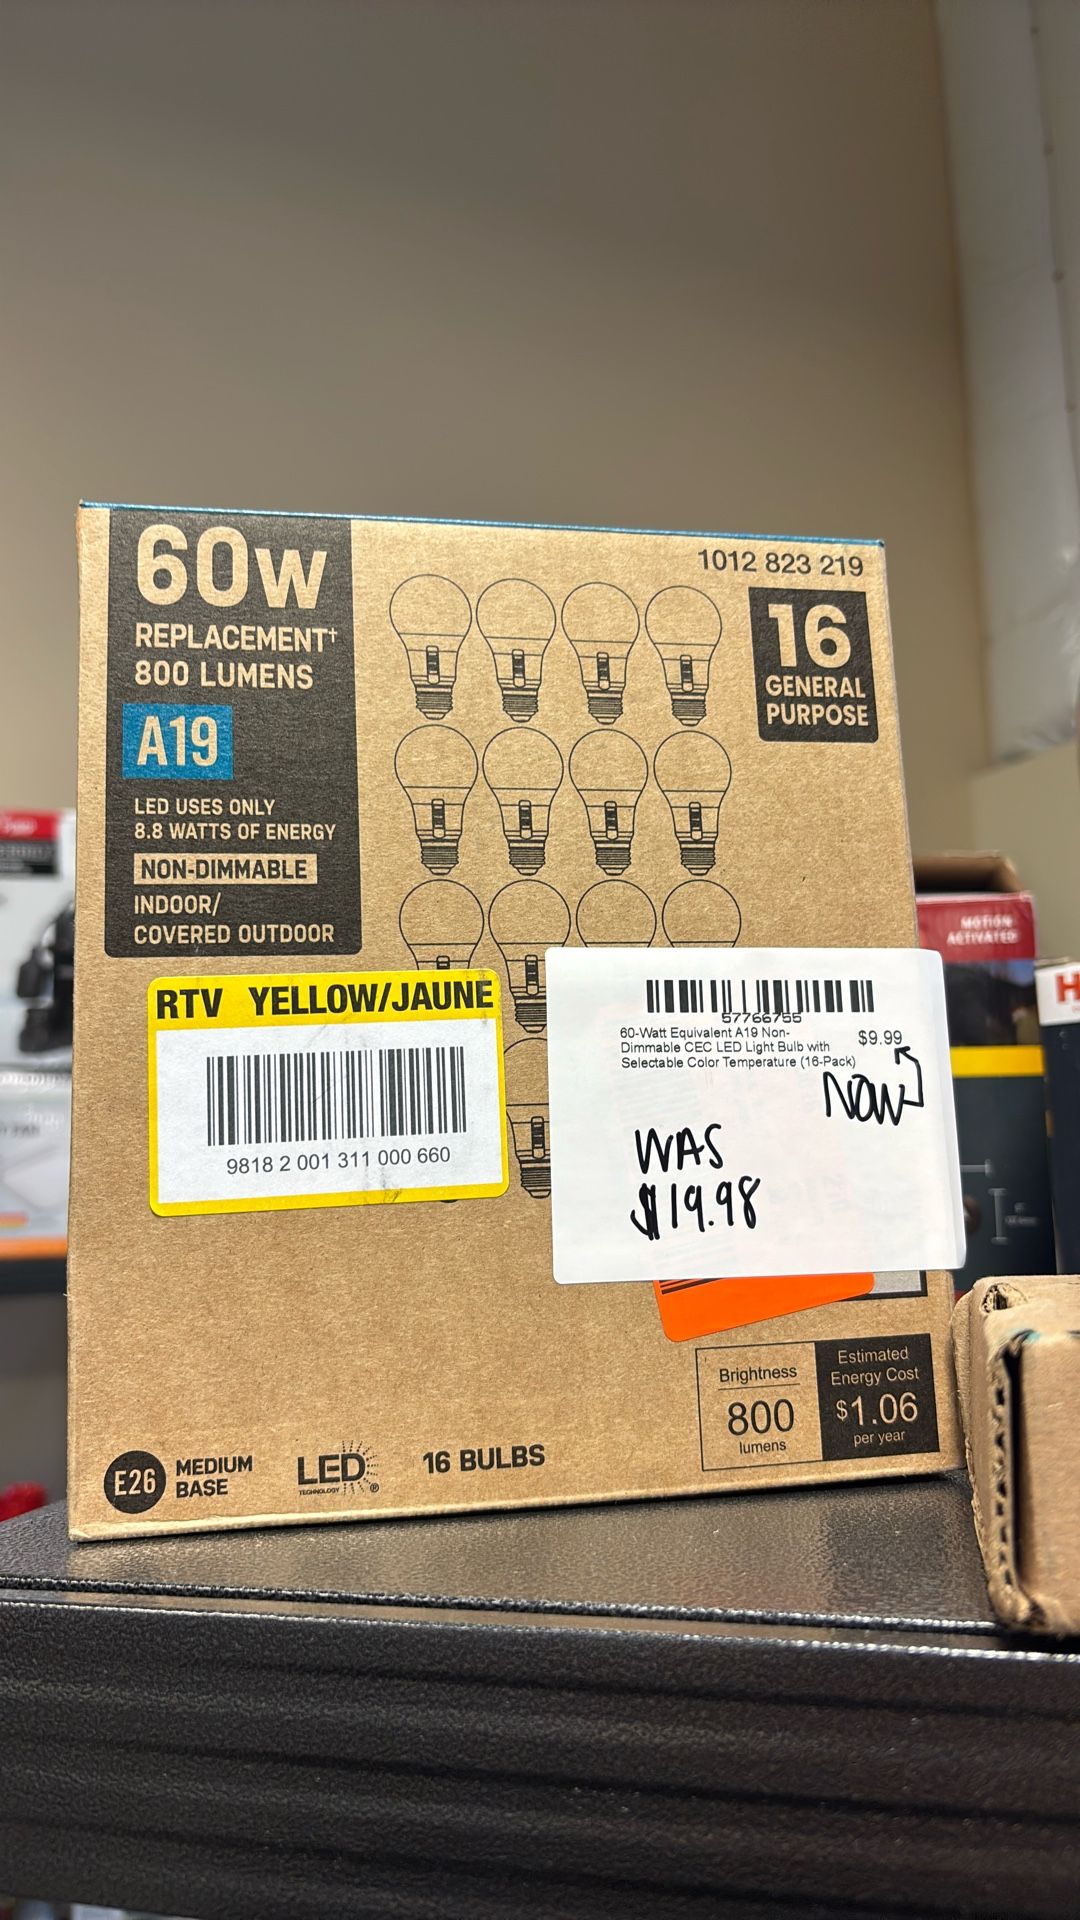 60W
REPLACEMENT†
800 LUMENS
A19
LED USES ONLY
8.8 WATTS OF ENERGY
NON-DIMMABLE
INDOOR/
COVERED OUTDOOR
1012 823 219
16
GENERAL
PURPOSE
RTV YELLOW/JAUNE
9818 2 001 311 000 660
57766755
60-Watt Equivalent A19 Non-
Dimmable CEC LED Light Bulb with
Selectable Color Temperature (16-Pack)
$9.99
NOW
WAS
$19.98
Brightness
800
lumens
Estimated
Energy Cost
$1.06
per year
E26
MEDIUM
BASE
LED
TECHNOLOGY
®
16 BULBS
MOTION
ACTIVATED
H